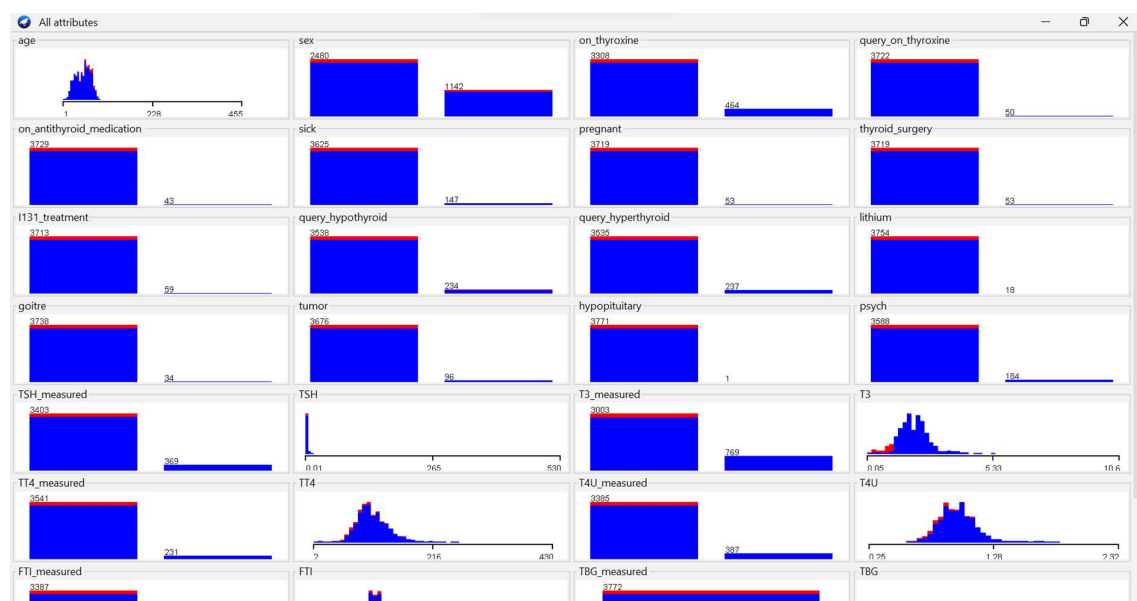 All attributes
age
1 228 455
sex
2480 1142
on_thyroxine
3308 464
query_on_thyroxine
3722 50
on_antithyroid_medication
3729 43
sick
3625 147
pregnant
3719 53
thyroid_surgery
3719 53
I131_treatment
3713 59
query_hypothyroid
3538 234
query_hyperthyroid
3535 237
lithium
3754 18
goitre
3738 34
tumor
3676 96
hypopituitary
3771 1
psych
3588 184
TSH_measured
3403 369
TSH
0.01 265 530
T3_measured
3003 769
T3
0.05 5.33 10.6
TT4_measured
3541 231
TT4
2 216 430
T4U_measured
3385 387
T4U
0.25 1.28 2.32
FTI_measured
3387
FTI
TBG_measured
3772
TBG